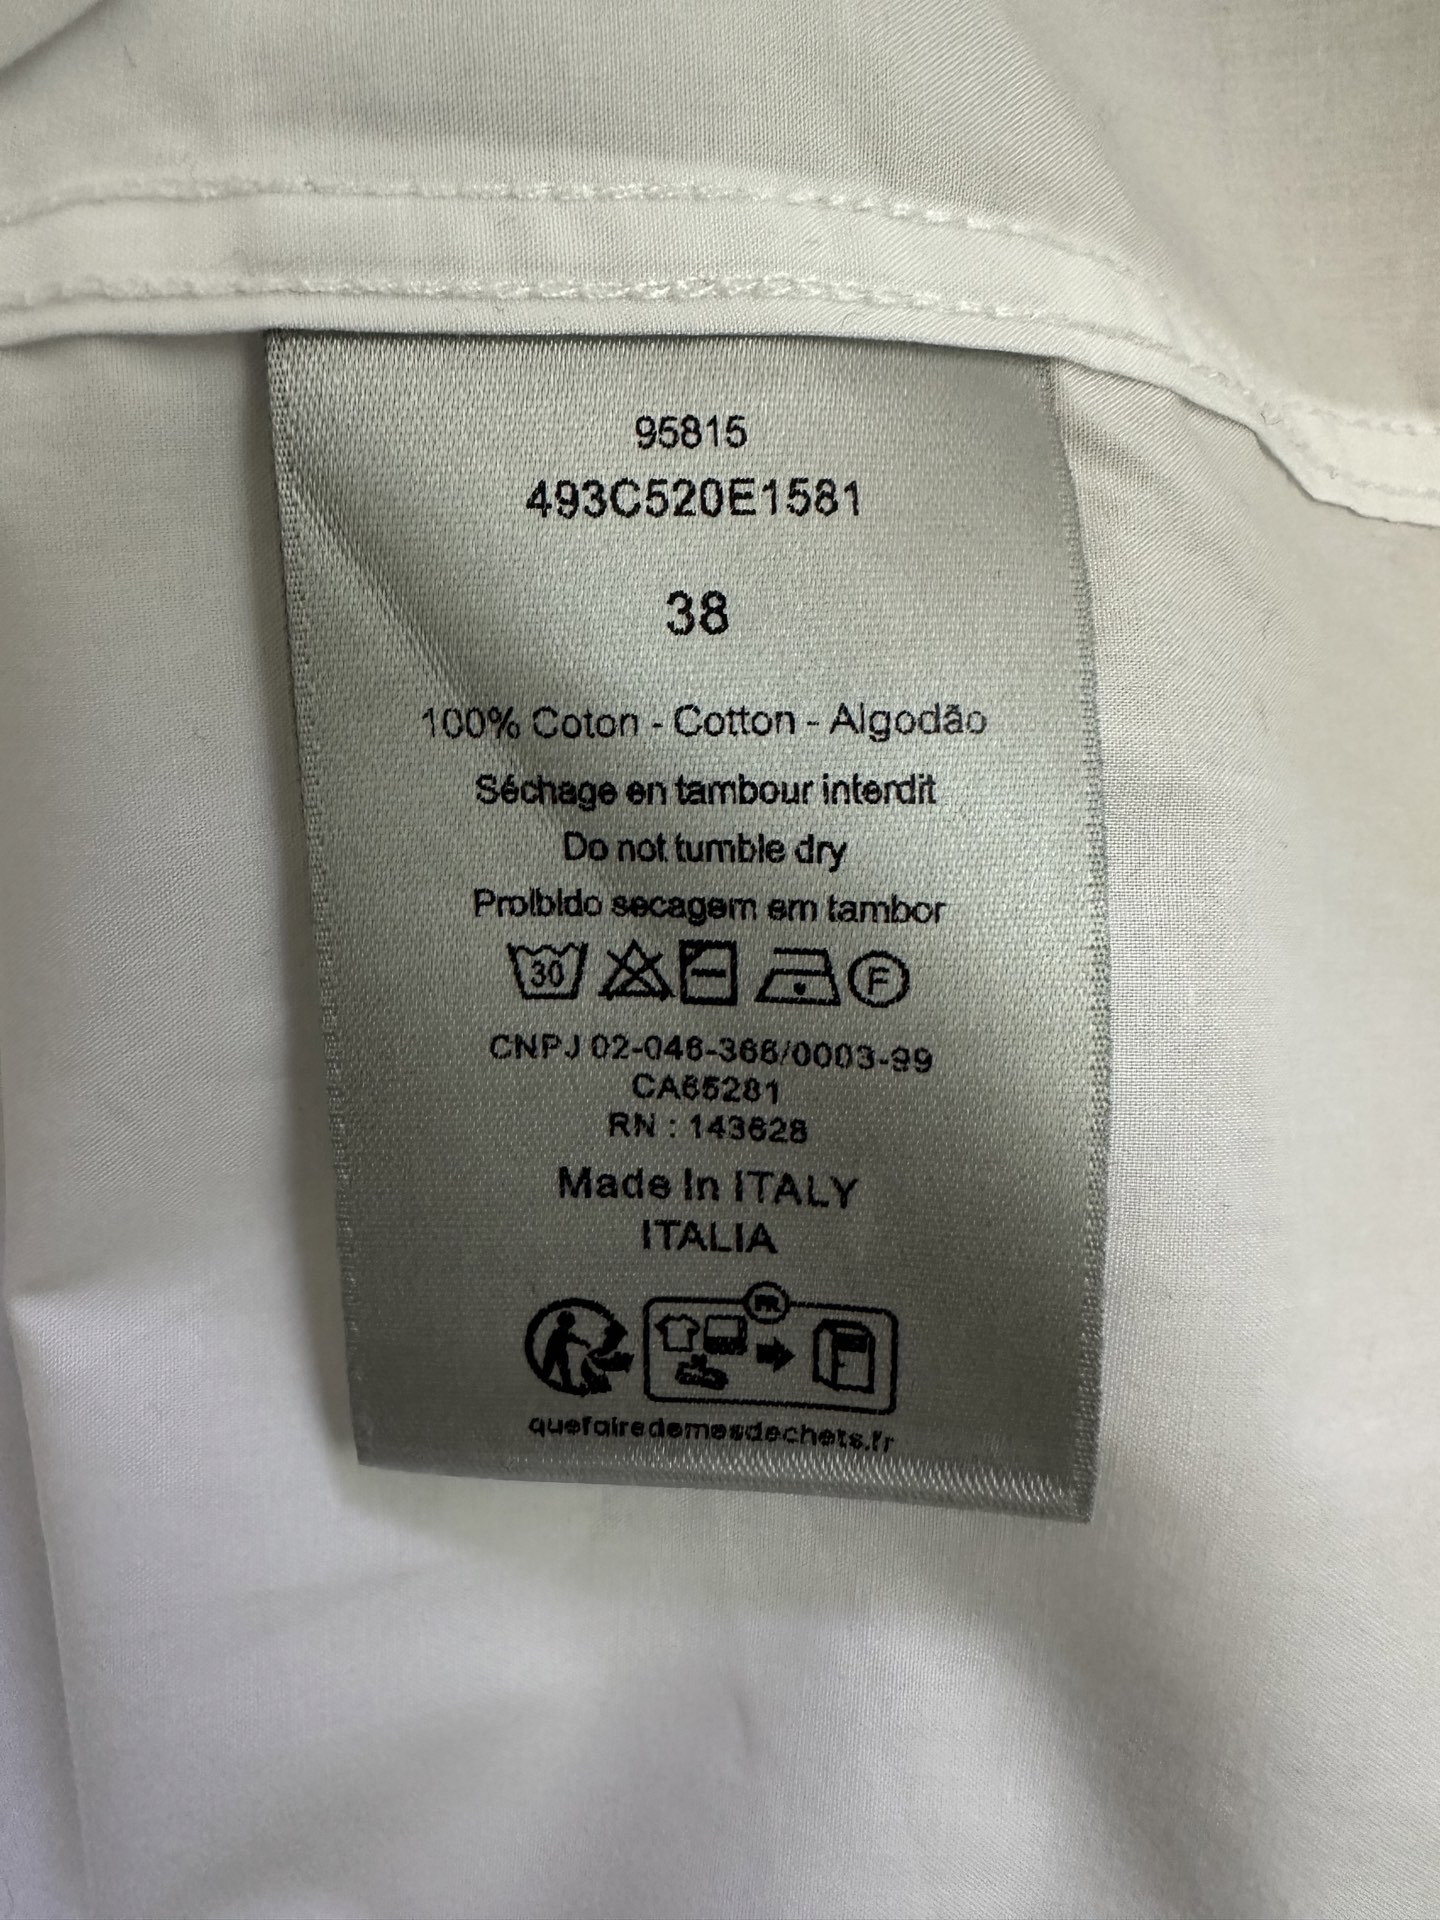 95815
493C520E1581
38
100% Coton - Cotton - Algodão
Séchage en tambour interdit
Do not tumble dry
Proibido secagem em tambor
30 F
CNPJ 02-046-366/0003-99
CA65281
RN : 143628
Made In ITALY
ITALIA
FR
quefairedemesdechets.fr